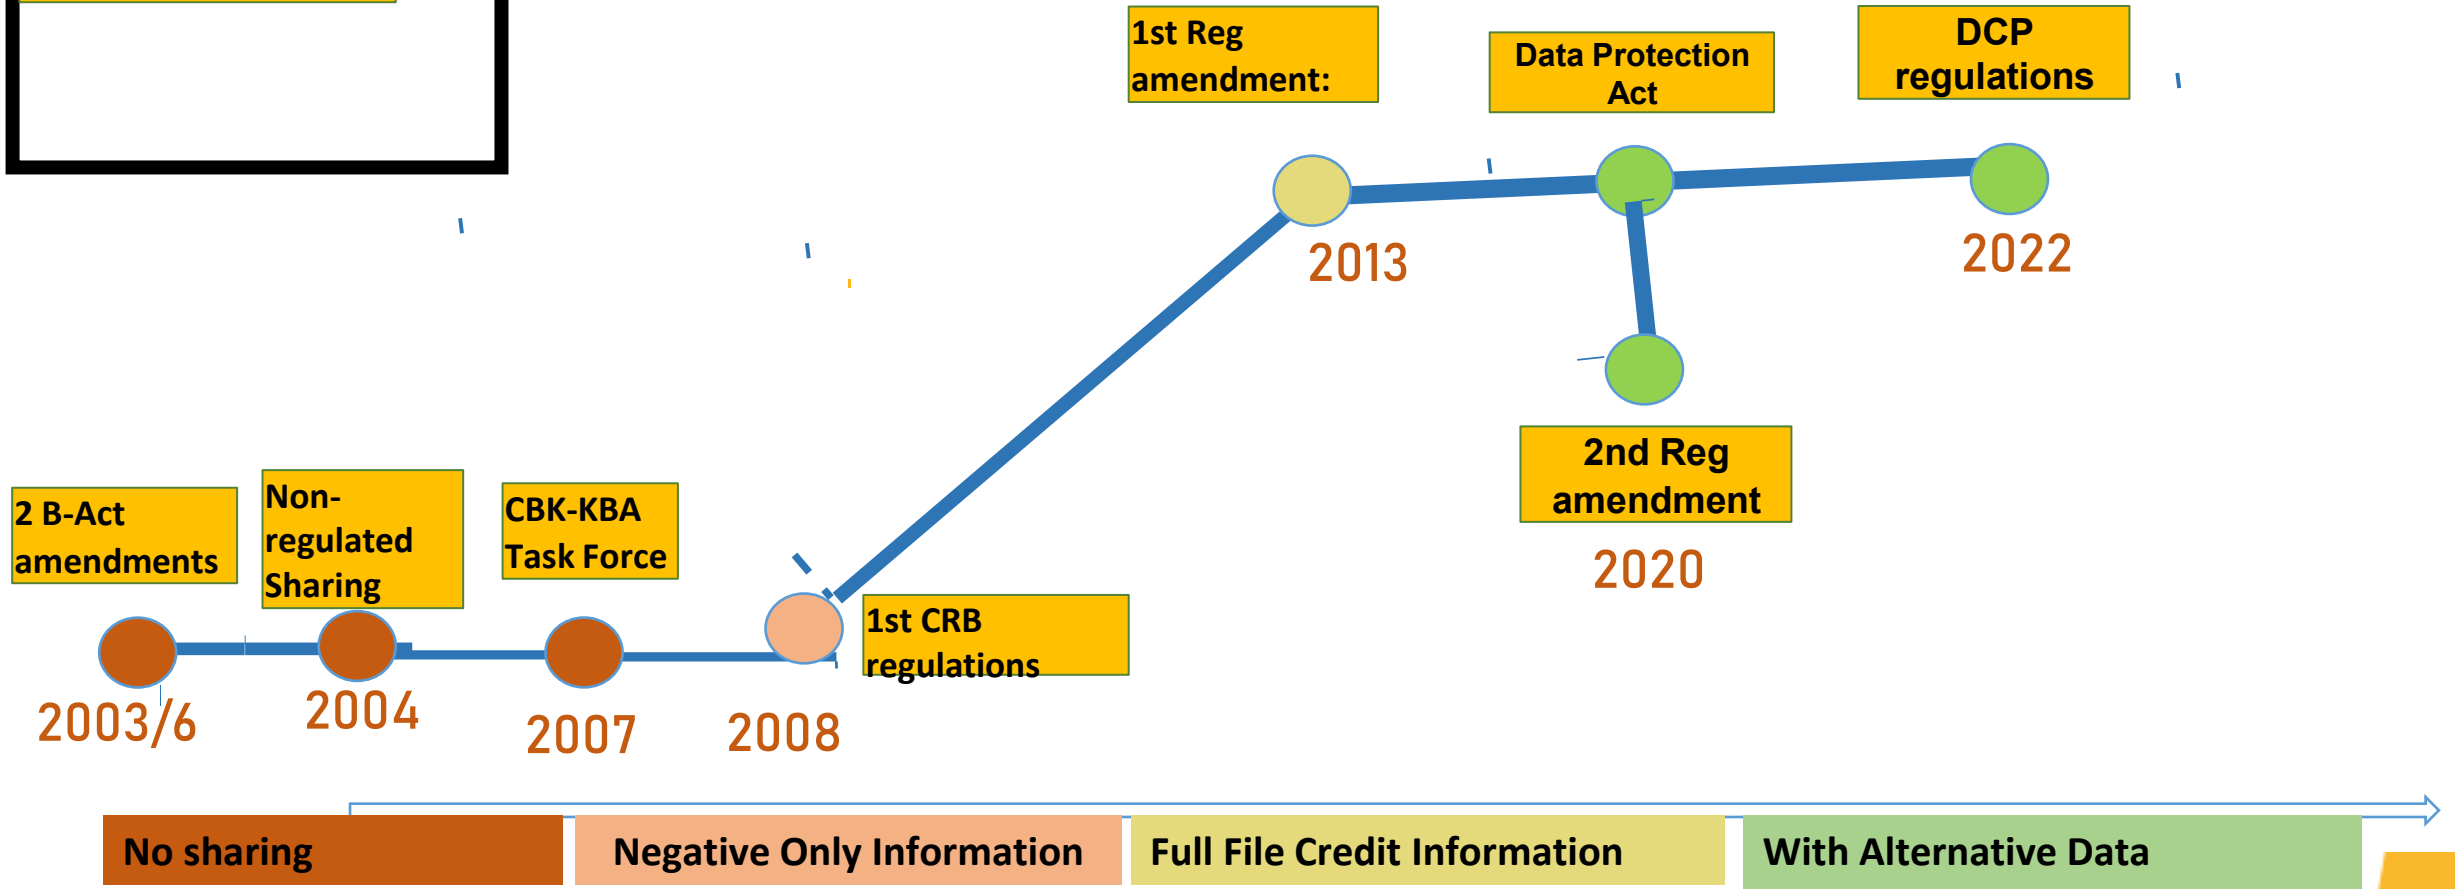 1st Reg
amendment:
Data Protection
Act
DCP
regulations
2013
2022
2nd Reg
amendment
2020
2 B-Act
amendments
Non-
regulated
Sharing
CBK-KBA
Task Force
1st CRB
regulations
2003/6
2004
2007
2008
No sharing
Negative Only Information
Full File Credit Information
With Alternative Data